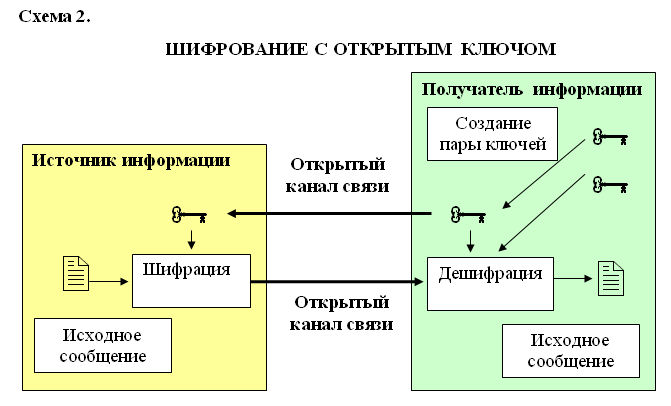 Схема 2.
ШИФРОВАНИЕ С ОТКРЫТЫМ КЛЮЧОМ
Источник информации
Шифрация
Исходное
сообщение
Открытый
канал связи
Открытый
канал связи
Получатель информации
Создание
пары ключей
Дешифрация
Исходное
сообщение